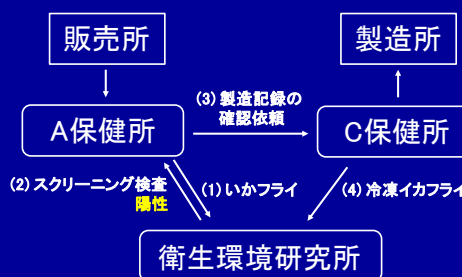 販売所
製造所
(3) 製造記録の
確認依頼
A保健所
C保健所
(2) スクリーニング検査
陽性
(1) いかフライ
(4) 冷凍イカフライ
衛生環境研究所